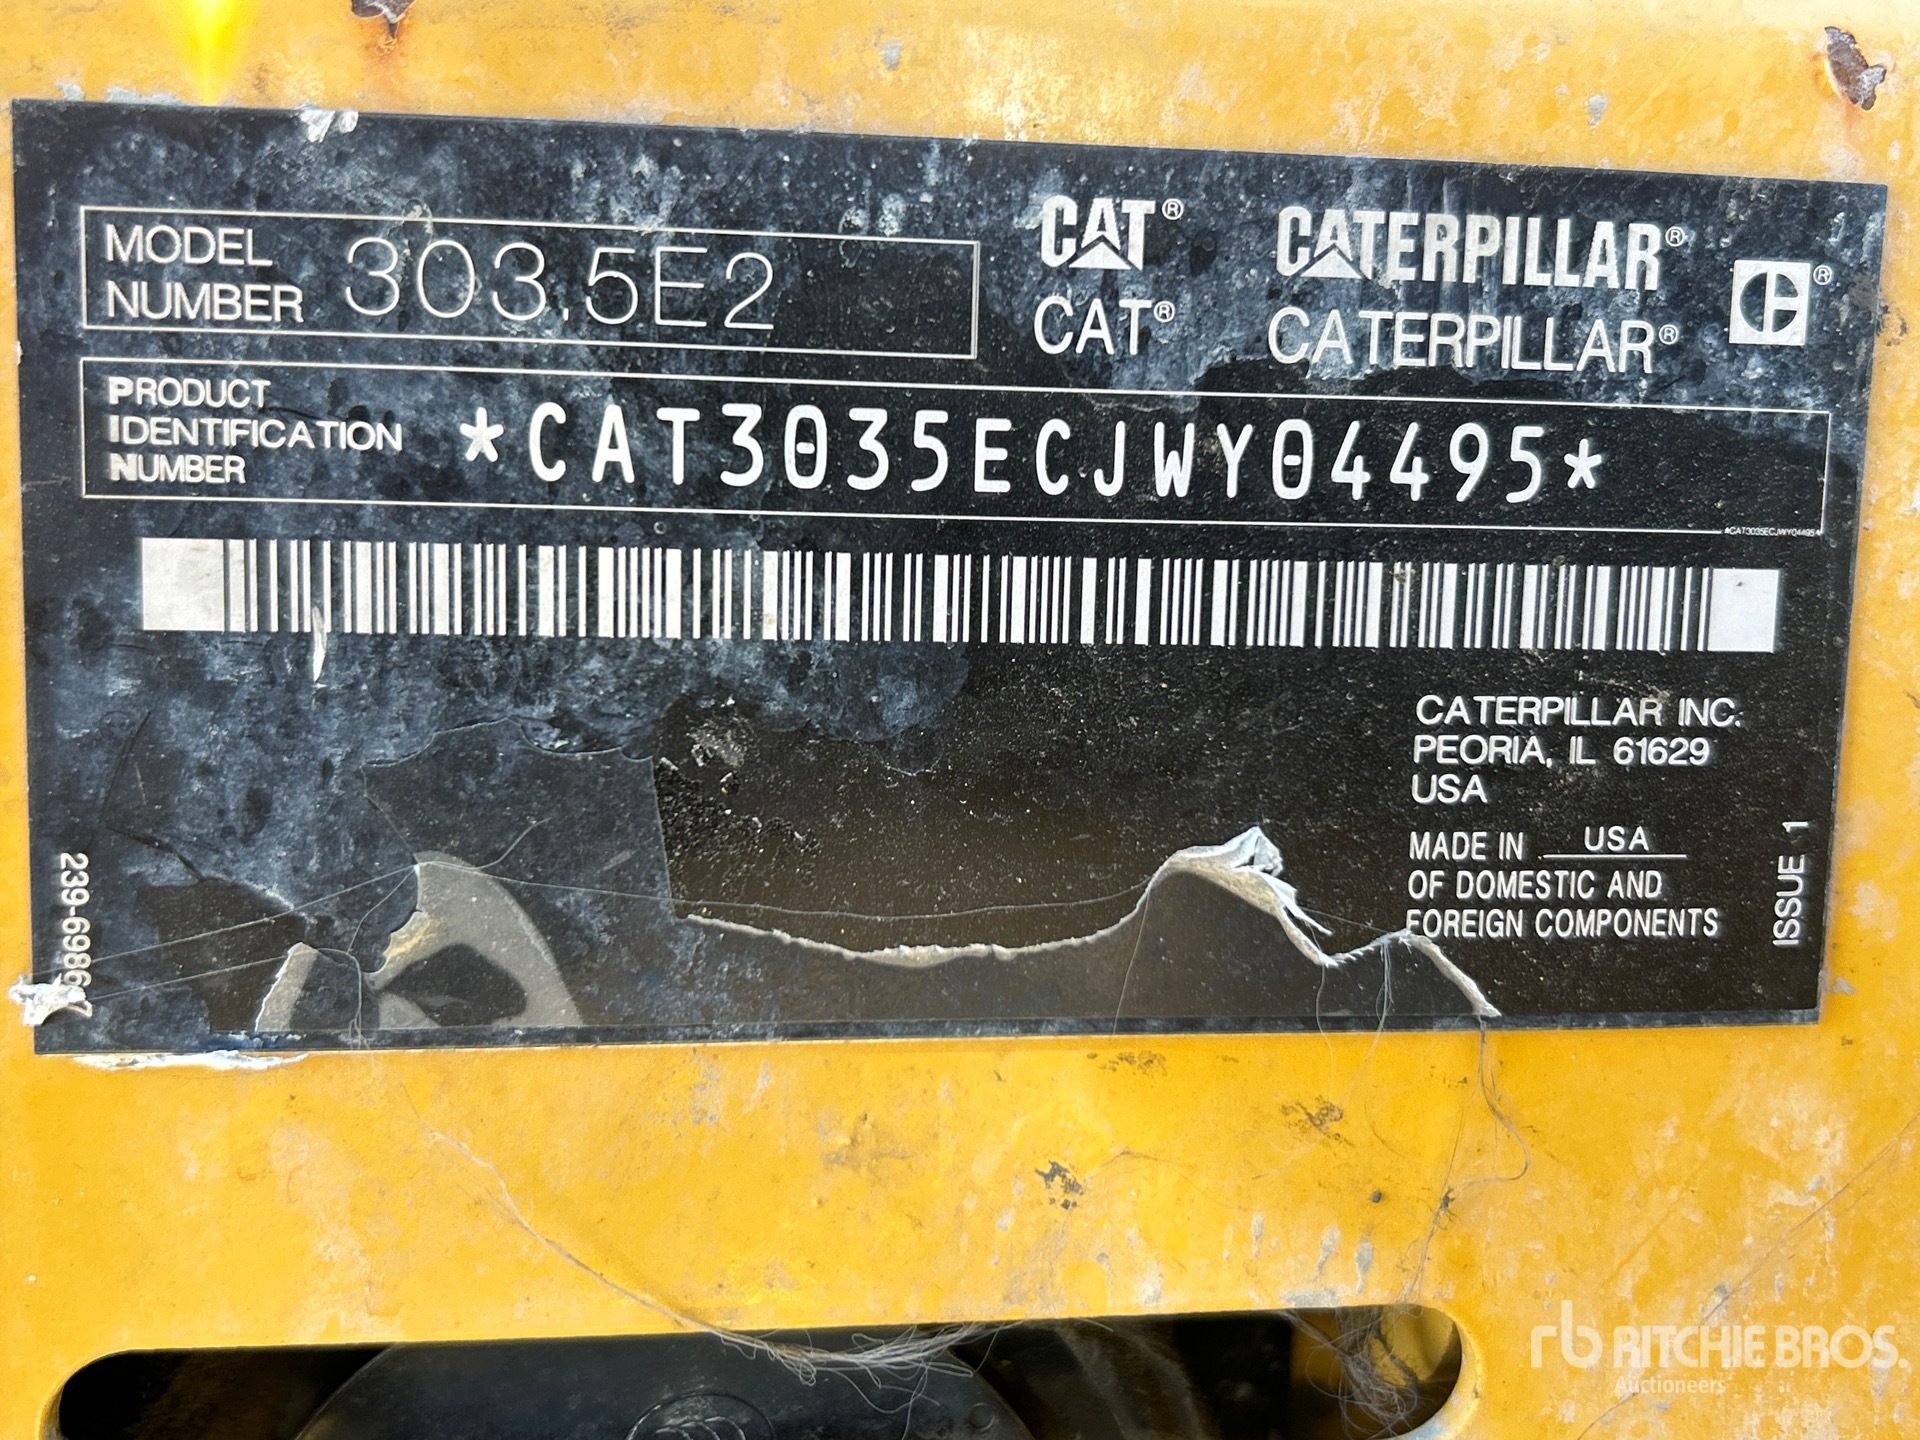 MODEL
NUMBER 303.5E2
CAT® CATERPILLAR®
CAT® CATERPILLAR®
PRODUCT
IDENTIFICATION
NUMBER
*CAT3035ECJWY04495*
*CAT3035ECJWY04495*
CATERPILLAR INC.
PEORIA, IL 61629
USA
MADE IN USA
OF DOMESTIC AND
FOREIGN COMPONENTS
ISSUE 1
rb RITCHIE BROS.
Auctioneers